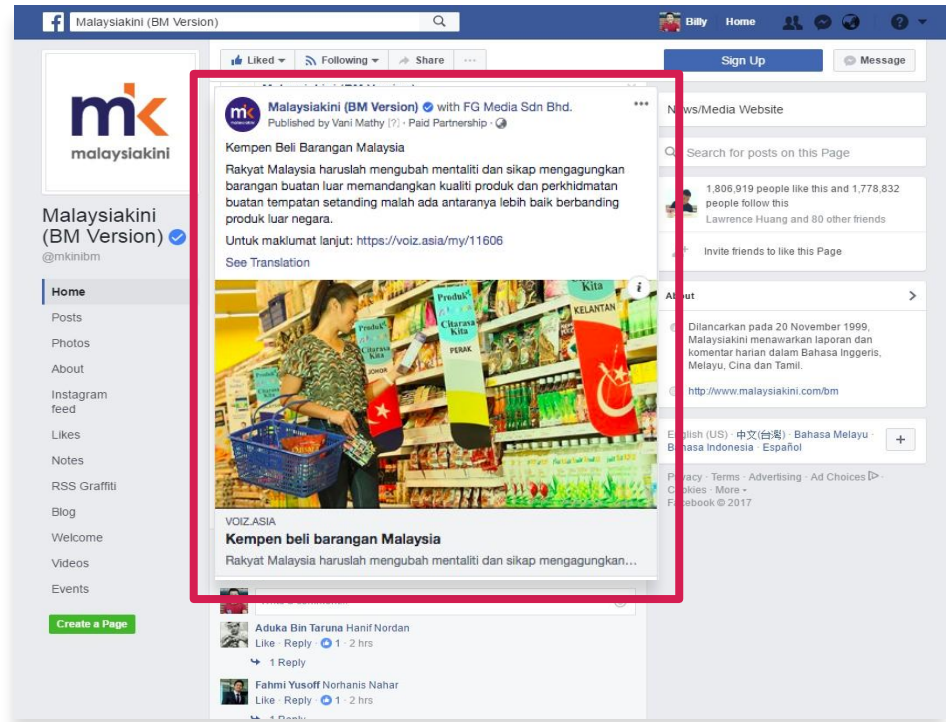 Malaysiakini (BM Version)
Billy Home
mk
malaysiakini
Malaysiakini
(BM Version)
@mkinibm
Home
Posts
Photos
About
Instagram
feed
Likes
Notes
RSS Graffiti
Blog
Welcome
Videos
Events
Create a Page
Liked Following Share ...
Malaysiakini (BM Version) with FG Media Sdn Bhd.
Published by Vani Mathy [?] · Paid Partnership ·
Kempen Beli Barangan Malaysia
Rakyat Malaysia haruslah mengubah mentaliti dan sikap mengagungkan
barangan buatan luar memandangkan kualiti produk dan perkhidmatan
buatan tempatan setanding malah ada antaranya lebih baik berbanding
produk luar negara.
Untuk maklumat lanjut: https://voiz.asia/my/11606
See Translation
Produk
Citarasa
Kita
JOHOR
Produk
Citarasa
Kita
PERAK
Kita
KELANTAN
VOIZ.ASIA
Kempen beli barangan Malaysia
Rakyat Malaysia haruslah mengubah mentaliti dan sikap mengagungkan...
Aduka Bin Taruna Hanif Nordan
Like · Reply · 1 · 2 hrs
1 Reply
Fahmi Yusoff Norhanis Nahar
Like · Reply · 1 · 2 hrs
1 Reply
Sign Up Message
News/Media Website
Search for posts on this Page
1,806,919 people like this and 1,778,832
people follow this
Lawrence Huang and 80 other friends
Invite friends to like this Page
About
Dilancarkan pada 20 November 1999,
Malaysiakini menawarkan laporan dan
komentar harian dalam Bahasa Inggeris,
Melayu, Cina dan Tamil.
http://www.malaysiakini.com/bm
English (US) · 中文(台灣) · Bahasa Melayu ·
Bahasa Indonesia · Español
Privacy · Terms · Advertising · Ad Choices ·
Cookies · More
Facebook © 2017